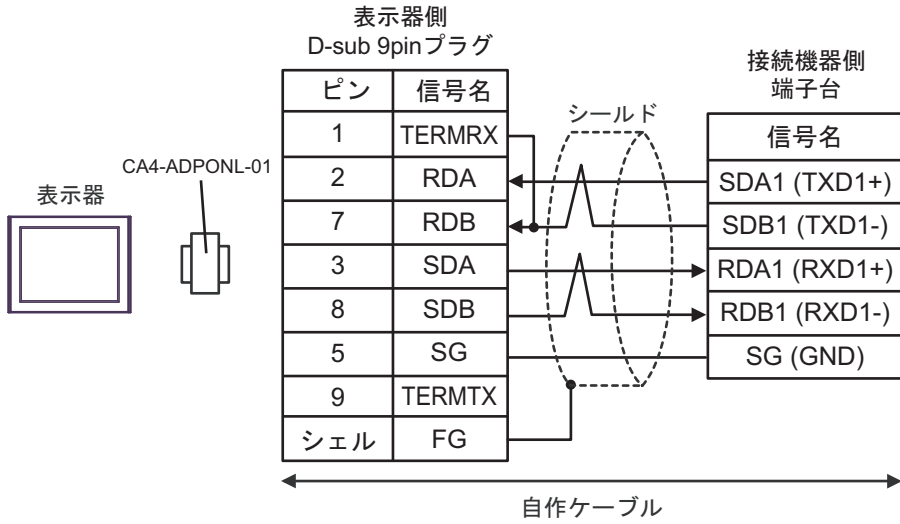 表示器側
D-sub 9pinプラグ
接続機器側
端子台
ピン 信号名
シールド
信号名
1 TERMRX
CA4-ADPONL-01
2 RDA
SDA1 (TXD1+)
表示器
7 RDB
SDB1 (TXD1-)
3 SDA
RDA1 (RXD1+)
8 SDB
RDB1 (RXD1-)
5 SG
SG (GND)
9 TERMTX
シェル FG
自作ケーブル